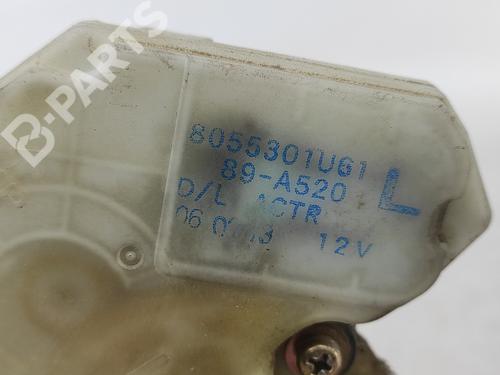 B-PARTS
8055301UG1
89-A520
D/L ACTR L
12V